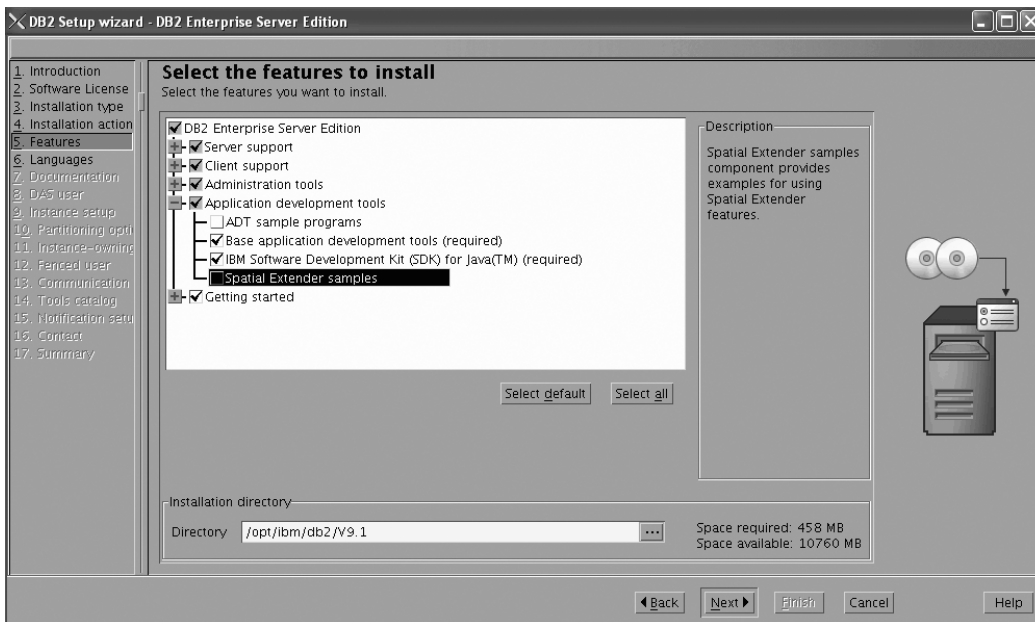 DB2 Setup wizard - DB2 Enterprise Server Edition
1. Introduction
2. Software License
3. Installation type
4. Installation action
5. Features
6. Languages
7. Documentation
8. DAS user
9. Instance setup
10. Partitioning opti
11. Instance-owning
12. Fenced user
13. Communication
14. Tools catalog
15. Notification setu
16. Contact
17. Summary
Select the features to install
Select the features you want to install.
DB2 Enterprise Server Edition
Server support
Client support
Administration tools
Application development tools
ADT sample programs
Base application development tools (required)
IBM Software Development Kit (SDK) for Java(TM) (required)
Spatial Extender samples
Getting started
Select default
Select all
Description
Spatial Extender samples
component provides
examples for using
Spatial Extender
features.
Installation directory
Directory
/opt/ibm/db2/V9.1
...
Space required: 458 MB
Space available: 10760 MB
Back
Next
Finish
Cancel
Help